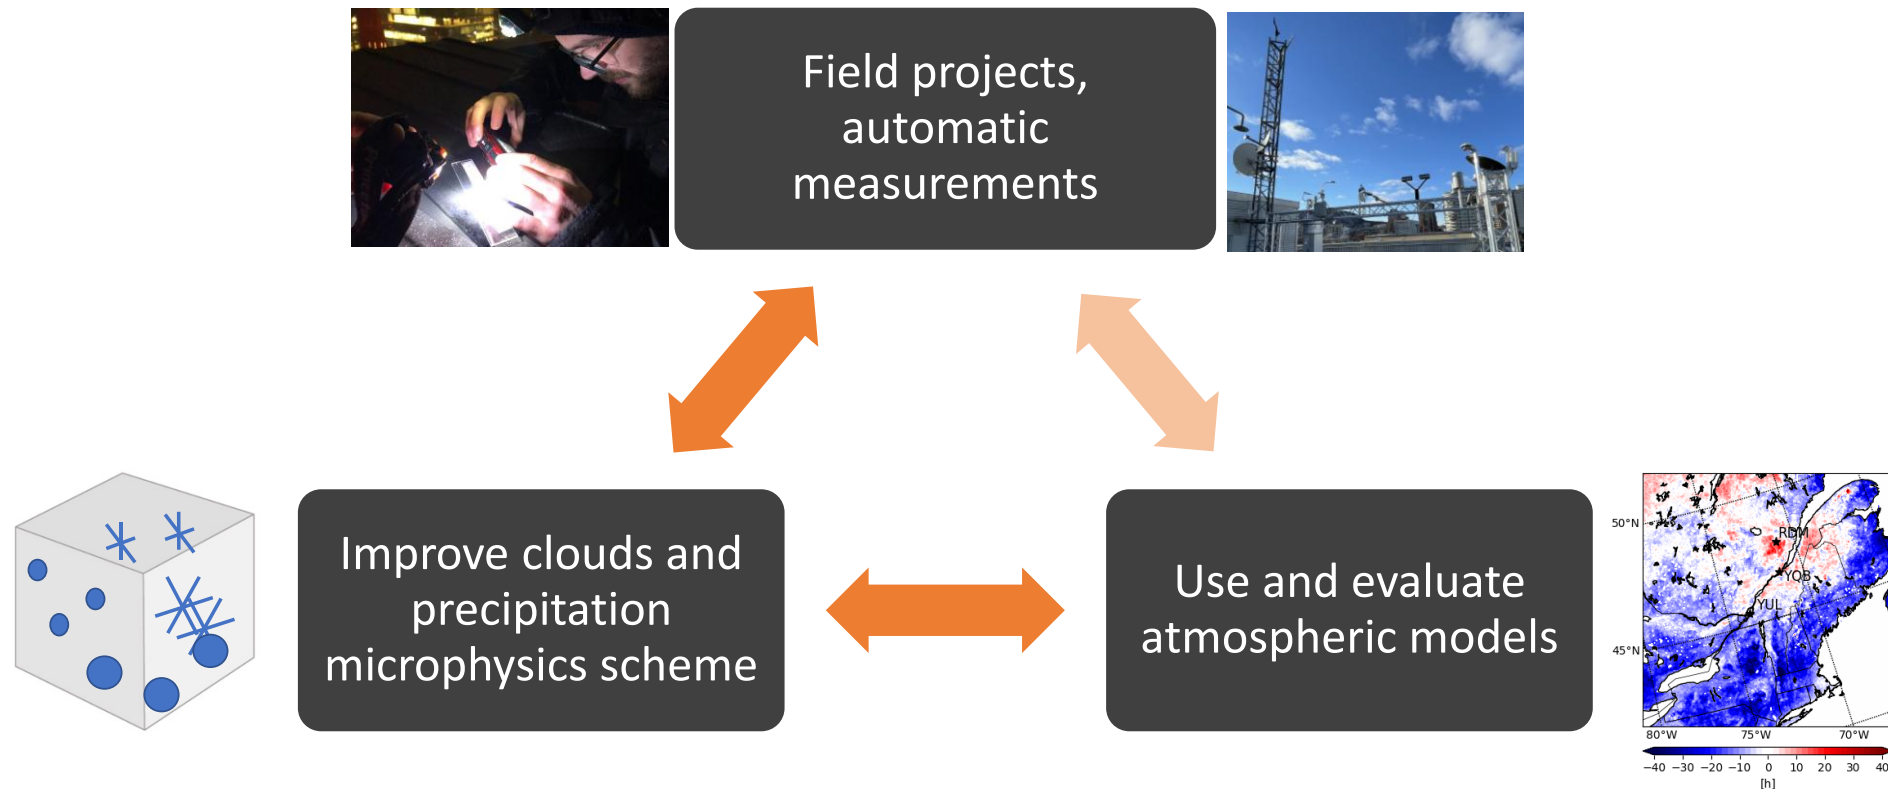 Field projects,
automatic
measurements
Improve clouds and
precipitation
microphysics scheme
Use and evaluate
atmospheric models
50°N
RDM
YQB
YUL
45°N
80°W 75°W 70°W
−40 −30 −20 −10 0 10 20 30 40
[h]